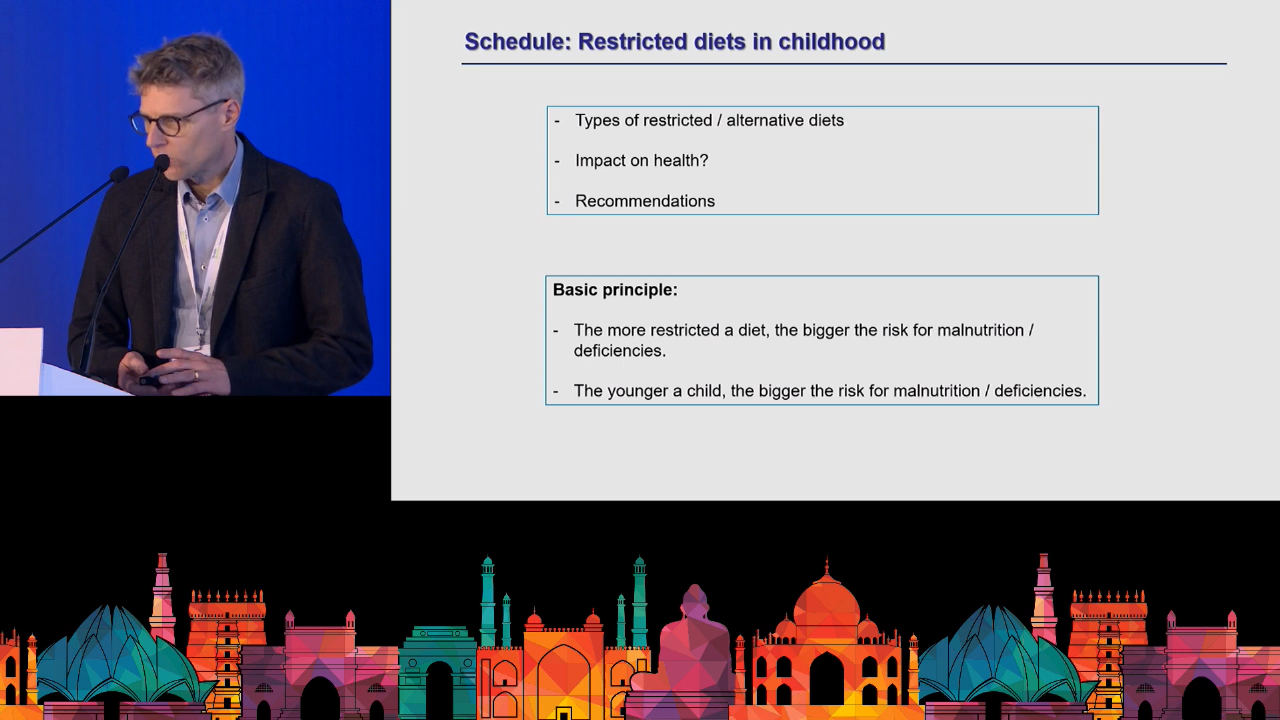 Schedule: Restricted diets in childhood
- Types of restricted / alternative diets
- Impact on health?
- Recommendations
Basic principle:
- The more restricted a diet, the bigger the risk for malnutrition /
deficiencies.
- The younger a child, the bigger the risk for malnutrition / deficiencies.